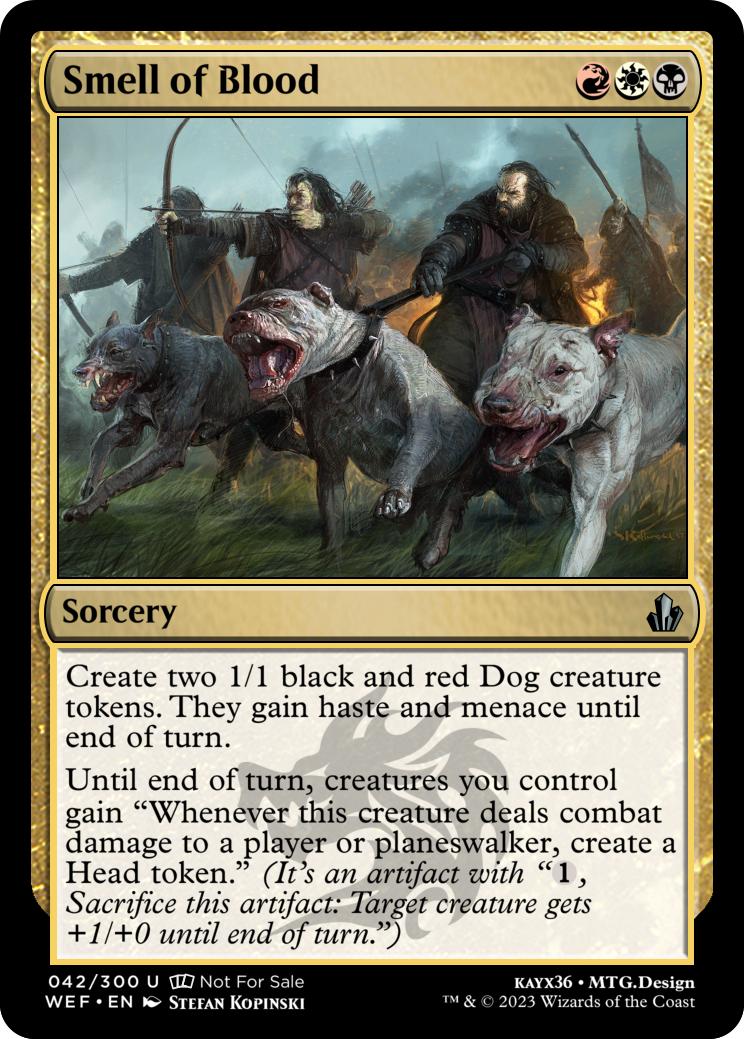 Smell of Blood
Sorcery
Create two 1/1 black and red Dog creature
tokens. They gain haste and menace until
end of turn.
Until end of turn, creatures you control
gain “Whenever this creature deals combat
damage to a player or planeswalker, create a
Head token.” (It’s an artifact with “1,
Sacrifice this artifact: Target creature gets
+1/+0 until end of turn.”)
042/300 U Not For Sale
WEF • EN STEFAN KOPINSKI
KAYX36 • MTG.Design
™ & © 2023 Wizards of the Coast